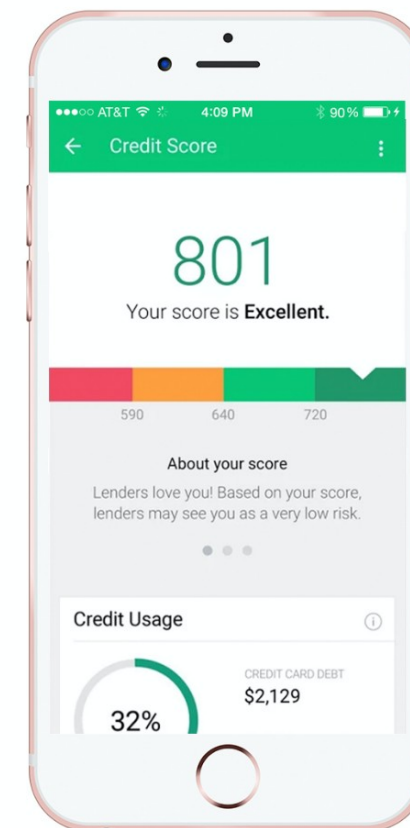 AT&T 4:09 PM 90%
Credit Score
801
Your score is Excellent.
590 640 720
About your score
Lenders love you! Based on your score,
lenders may see you as a very low risk.
Credit Usage
CREDIT CARD DEBT
$2,129
32%